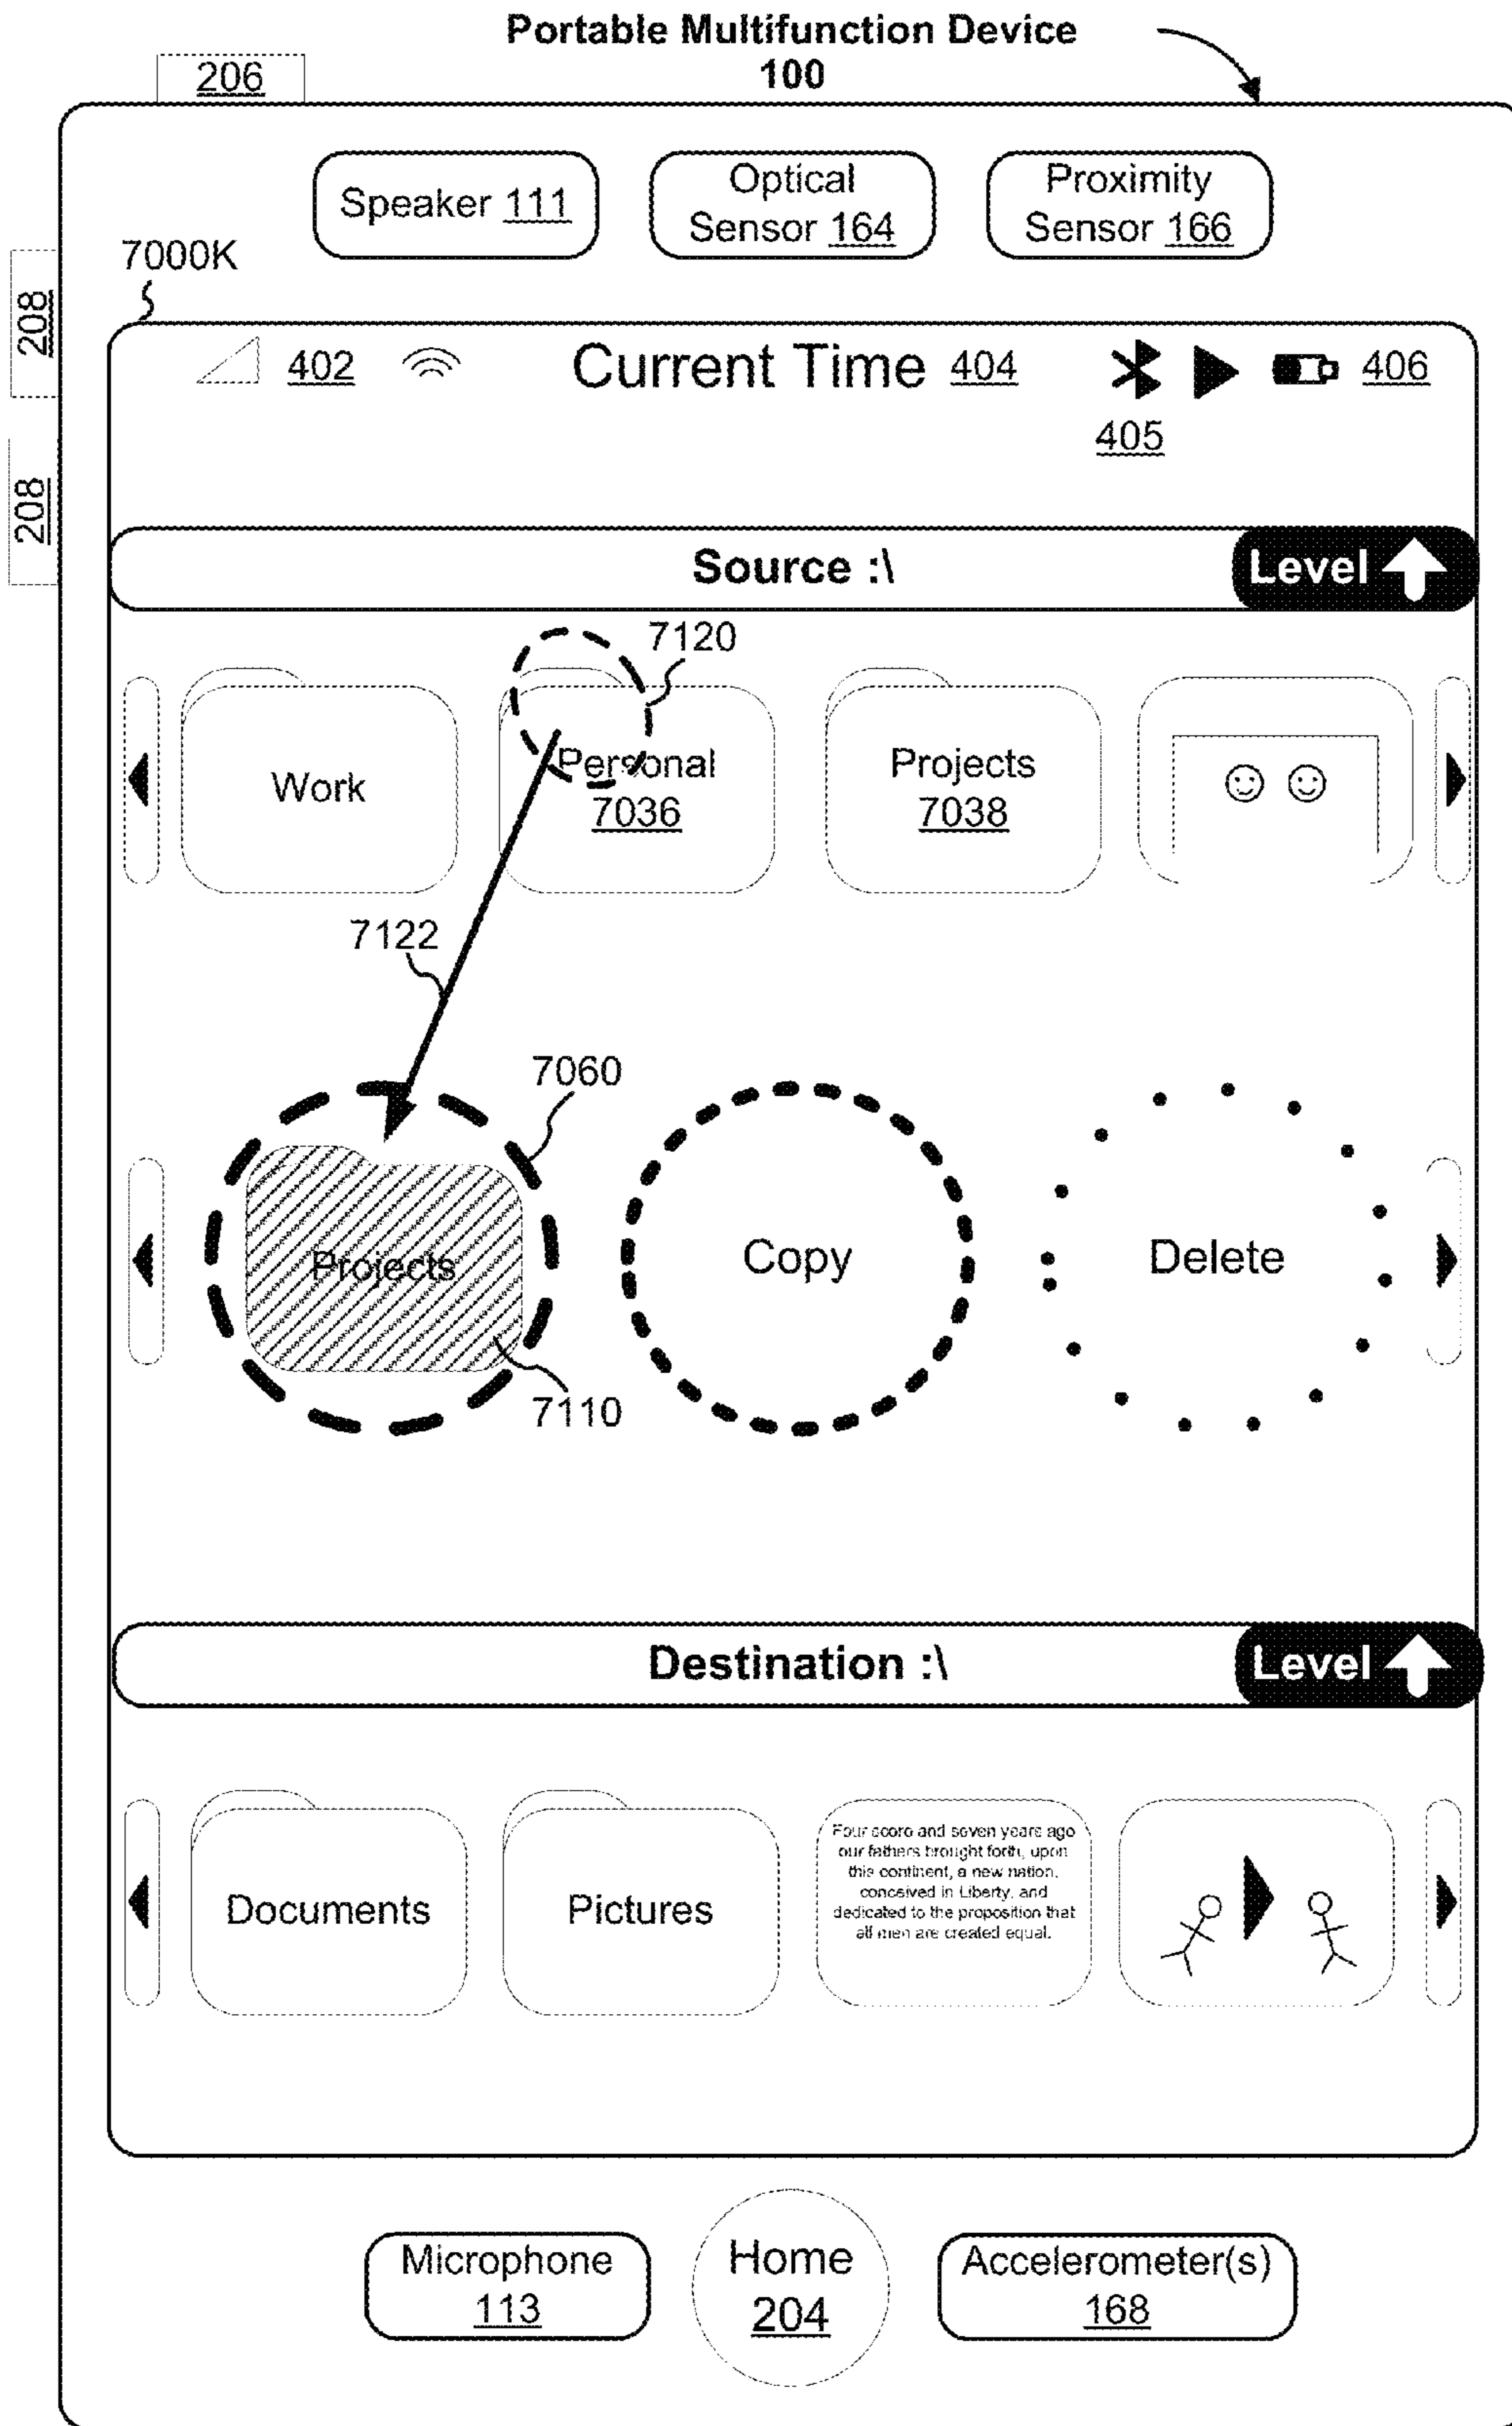 Portable Multifunction Device
100
206
Speaker 111
Optical
Sensor 164
Proximity
Sensor 166
7000K
208
208
402
Current Time 404
406
405
Source :\
Level
7120
Work
Personal
7036
Projects
7038
7122
7060
Projects
Copy
Delete
7110
Destination :\
Level
Documents
Pictures
Four score and seven years ago
our fathers brought forth, upon
this continent, a new nation,
conceived in Liberty, and
dedicated to the proposition that
all men are created equal.
Microphone
113
Home
204
Accelerometer(s)
168